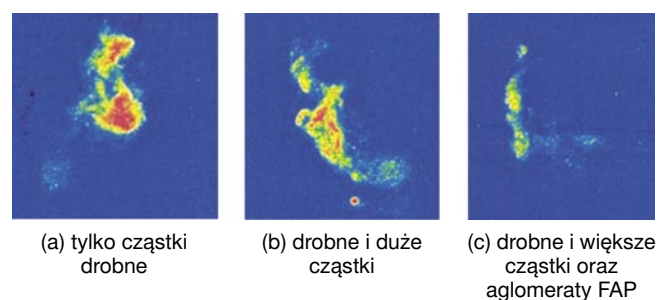 (a) tylko cząstki
drobne
(b) drobne i duże
cząstki
(c) drobne i większe
cząstki oraz
aglomeraty FAP